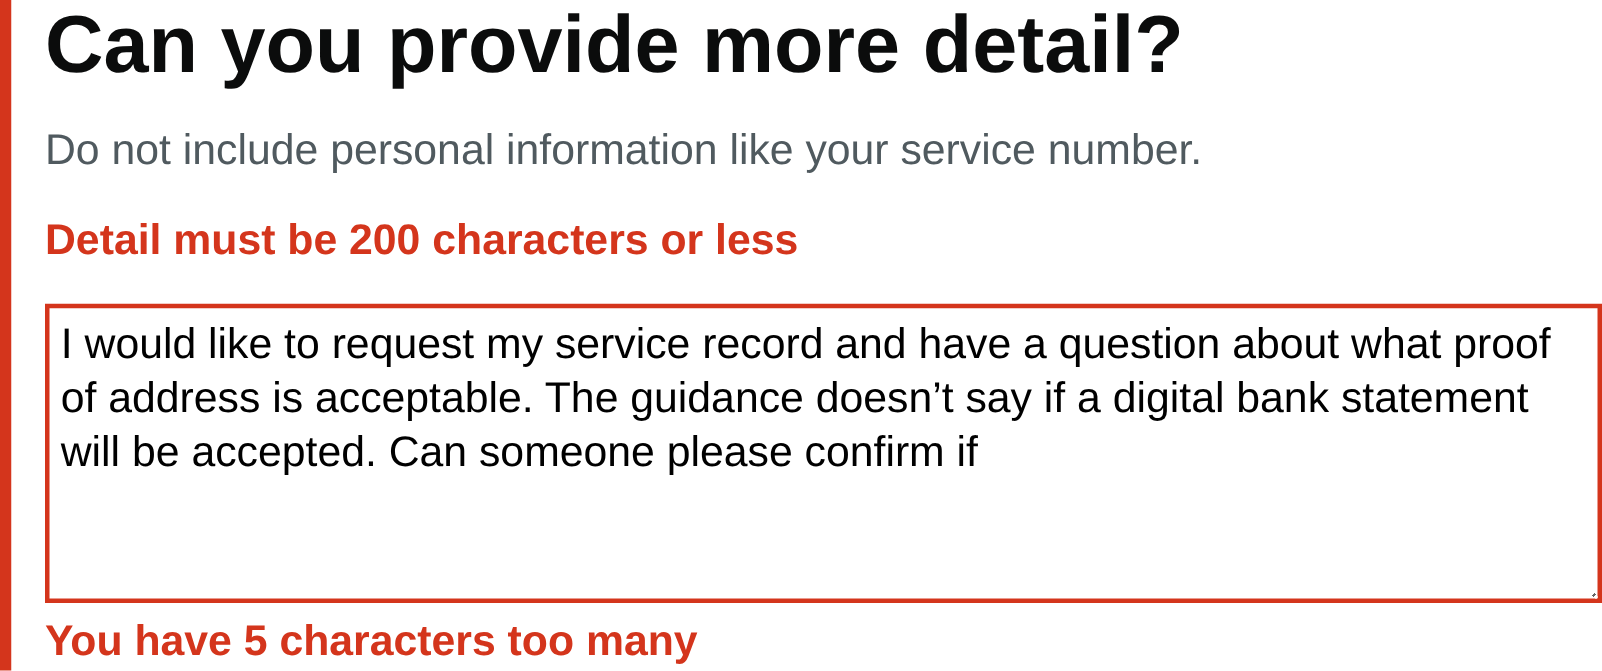 Can you provide more detail?
Do not include personal information like your service number.
Detail must be 200 characters or less
I would like to request my service record and have a question about what proof
of address is acceptable. The guidance doesn’t say if a digital bank statement
will be accepted. Can someone please confirm if
You have 5 characters too many